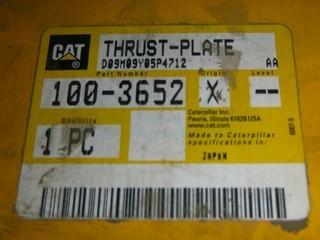 CAT
®
THRUST-PLATE
D89M09Y05P4712 AA
Part Number Origin Level
100-3652 X --
Caterpillar Inc.
Peoria, Illinois 61629 USA
www.cat.com
Quantity
1 PC
Made to Caterpillar
specifications in:
JAPAN